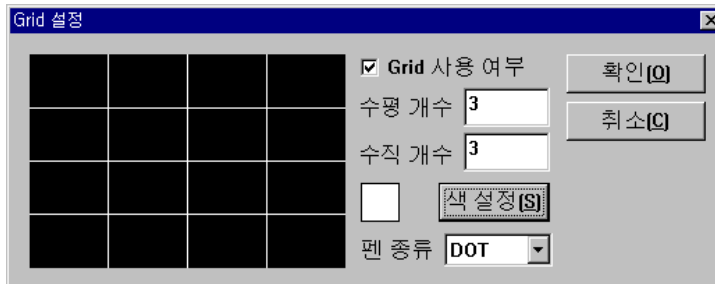 Grid 설정
Grid 사용 여부
확인(O)
수평 개수 3
취소(C)
수직 개수 3
색 설정(S)
펜 종류 DOT